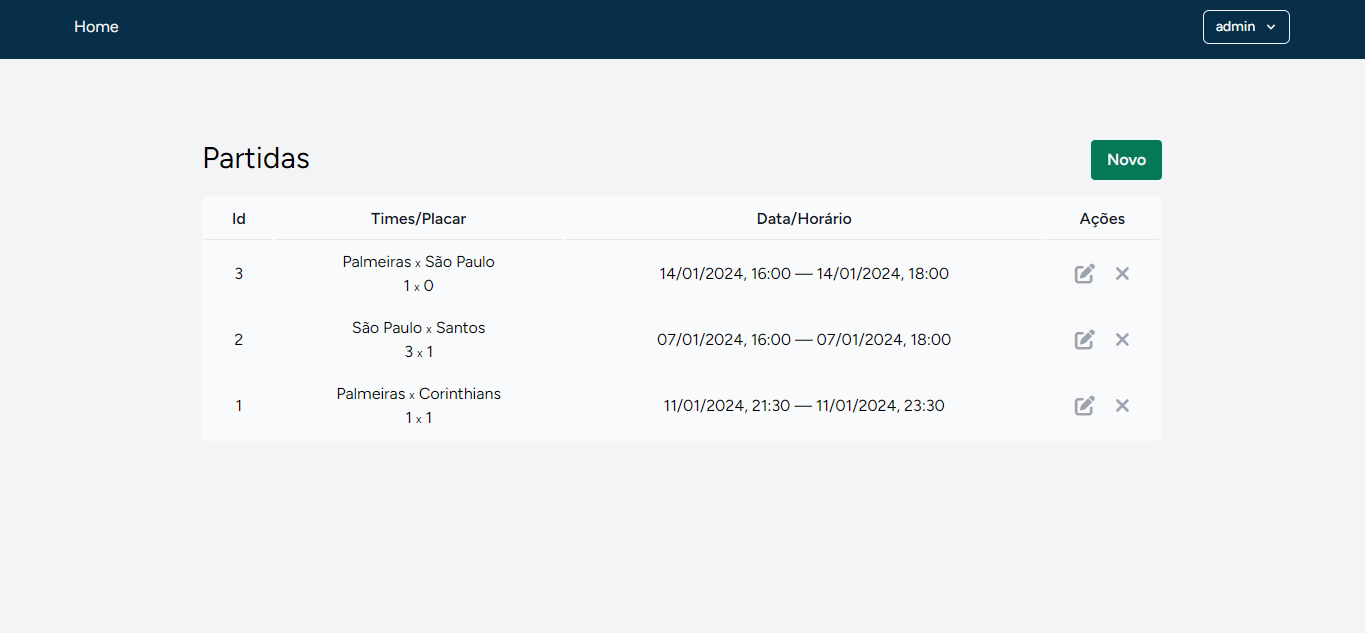 Home
admin
Partidas
Novo
Id Times/Placar Data/Horário Ações
3 Palmeiras x São Paulo 14/01/2024, 16:00 — 14/01/2024, 18:00
1 x 0
2 São Paulo x Santos 07/01/2024, 16:00 — 07/01/2024, 18:00
3 x 1
1 Palmeiras x Corinthians 11/01/2024, 21:30 — 11/01/2024, 23:30
1 x 1